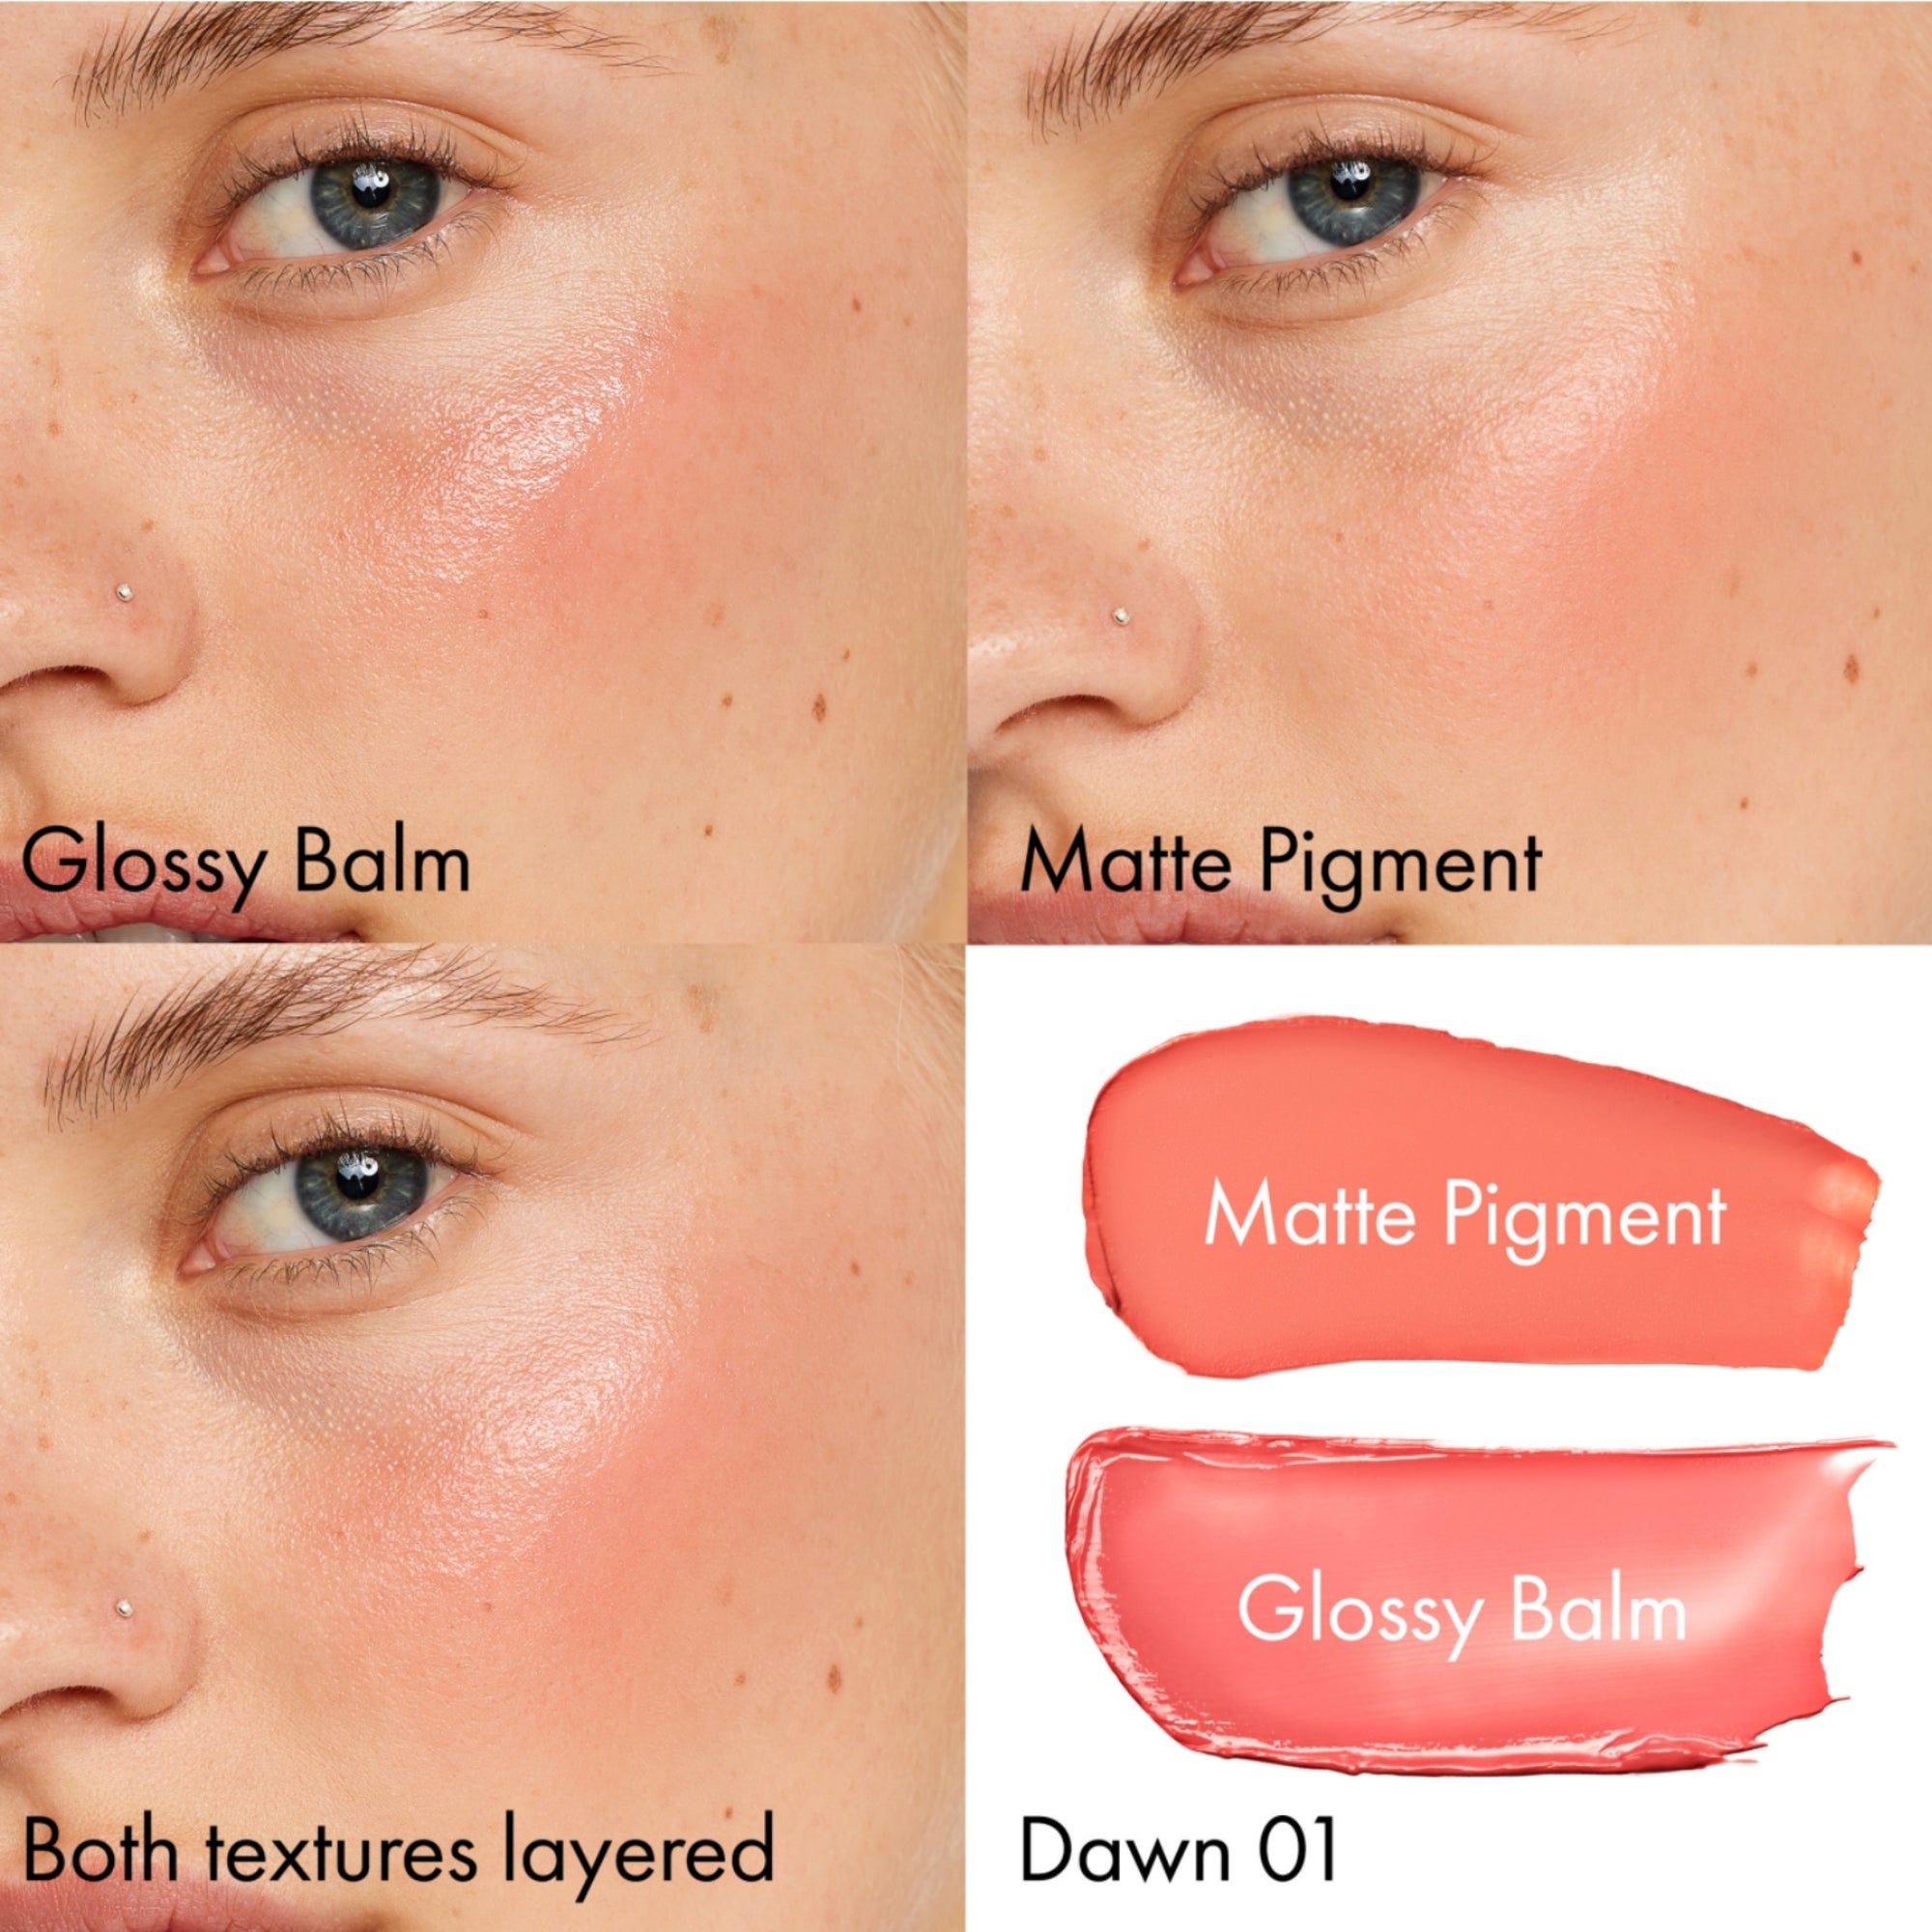 Glossy Balm
Matte Pigment
Both textures layered
Matte Pigment
Glossy Balm
Dawn 01